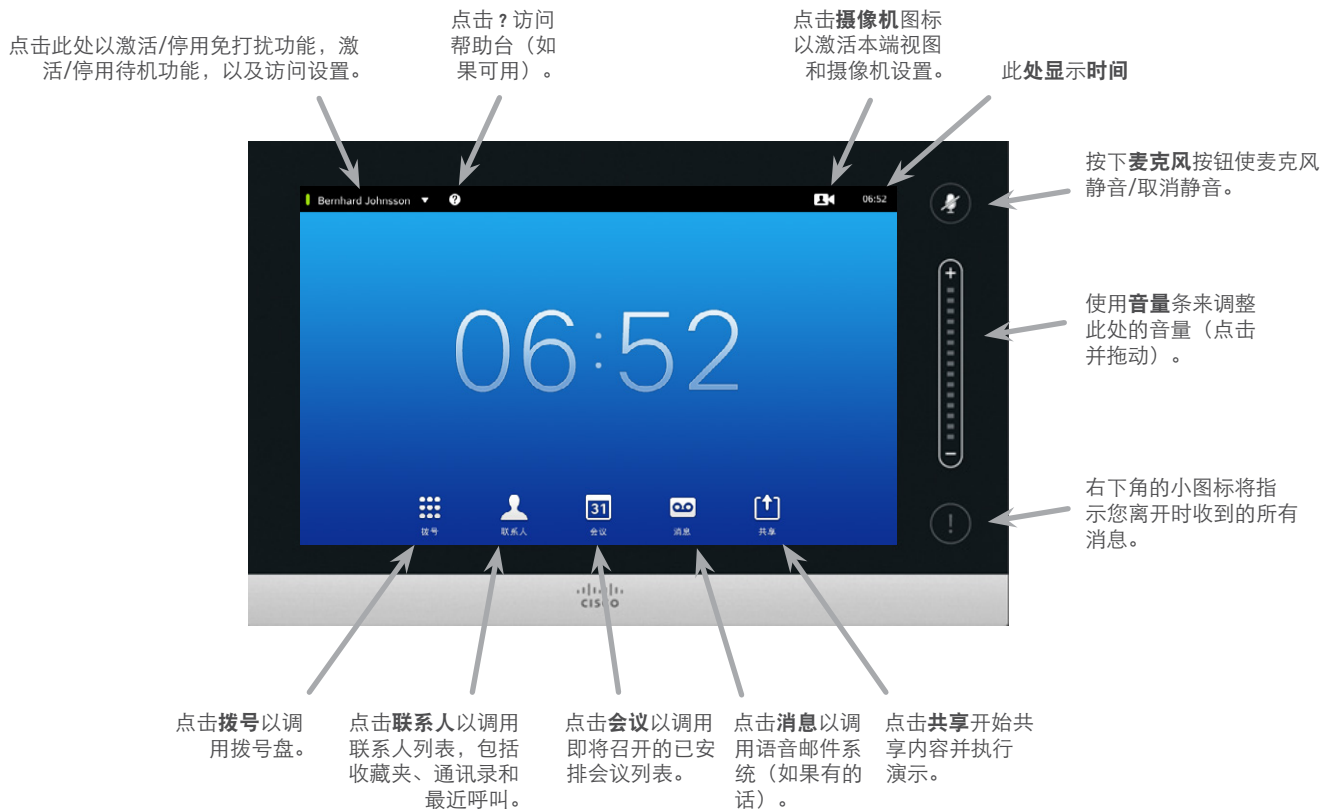 点击此处以激活/停用免打扰功能，激
活/停用待机功能，以及访问设置。
点击 ? 访问
帮助台（如
果可用）。
点击摄像机图标
以激活本端视图
和摄像机设置。
此处显示时间
按下麦克风按钮使麦克风
静音/取消静音。
使用音量条来调整
此处的音量（点击
并拖动）。
右下角的小图标将指
示您离开时收到的所有
消息。
Bernhard Johnsson
?
06:52
06:52
+
−
!
31
拨号
联系人
会议
消息
共享
CISCO
点击拨号以调
用拨号盘。
点击联系人以调用
联系人列表，包括
收藏夹、通讯录和
最近呼叫。
点击会议以调用
即将召开的已安
排会议列表。
点击消息以调
用语音邮件系
统（如果有的
话）。
点击共享开始共
享内容并执行
演示。